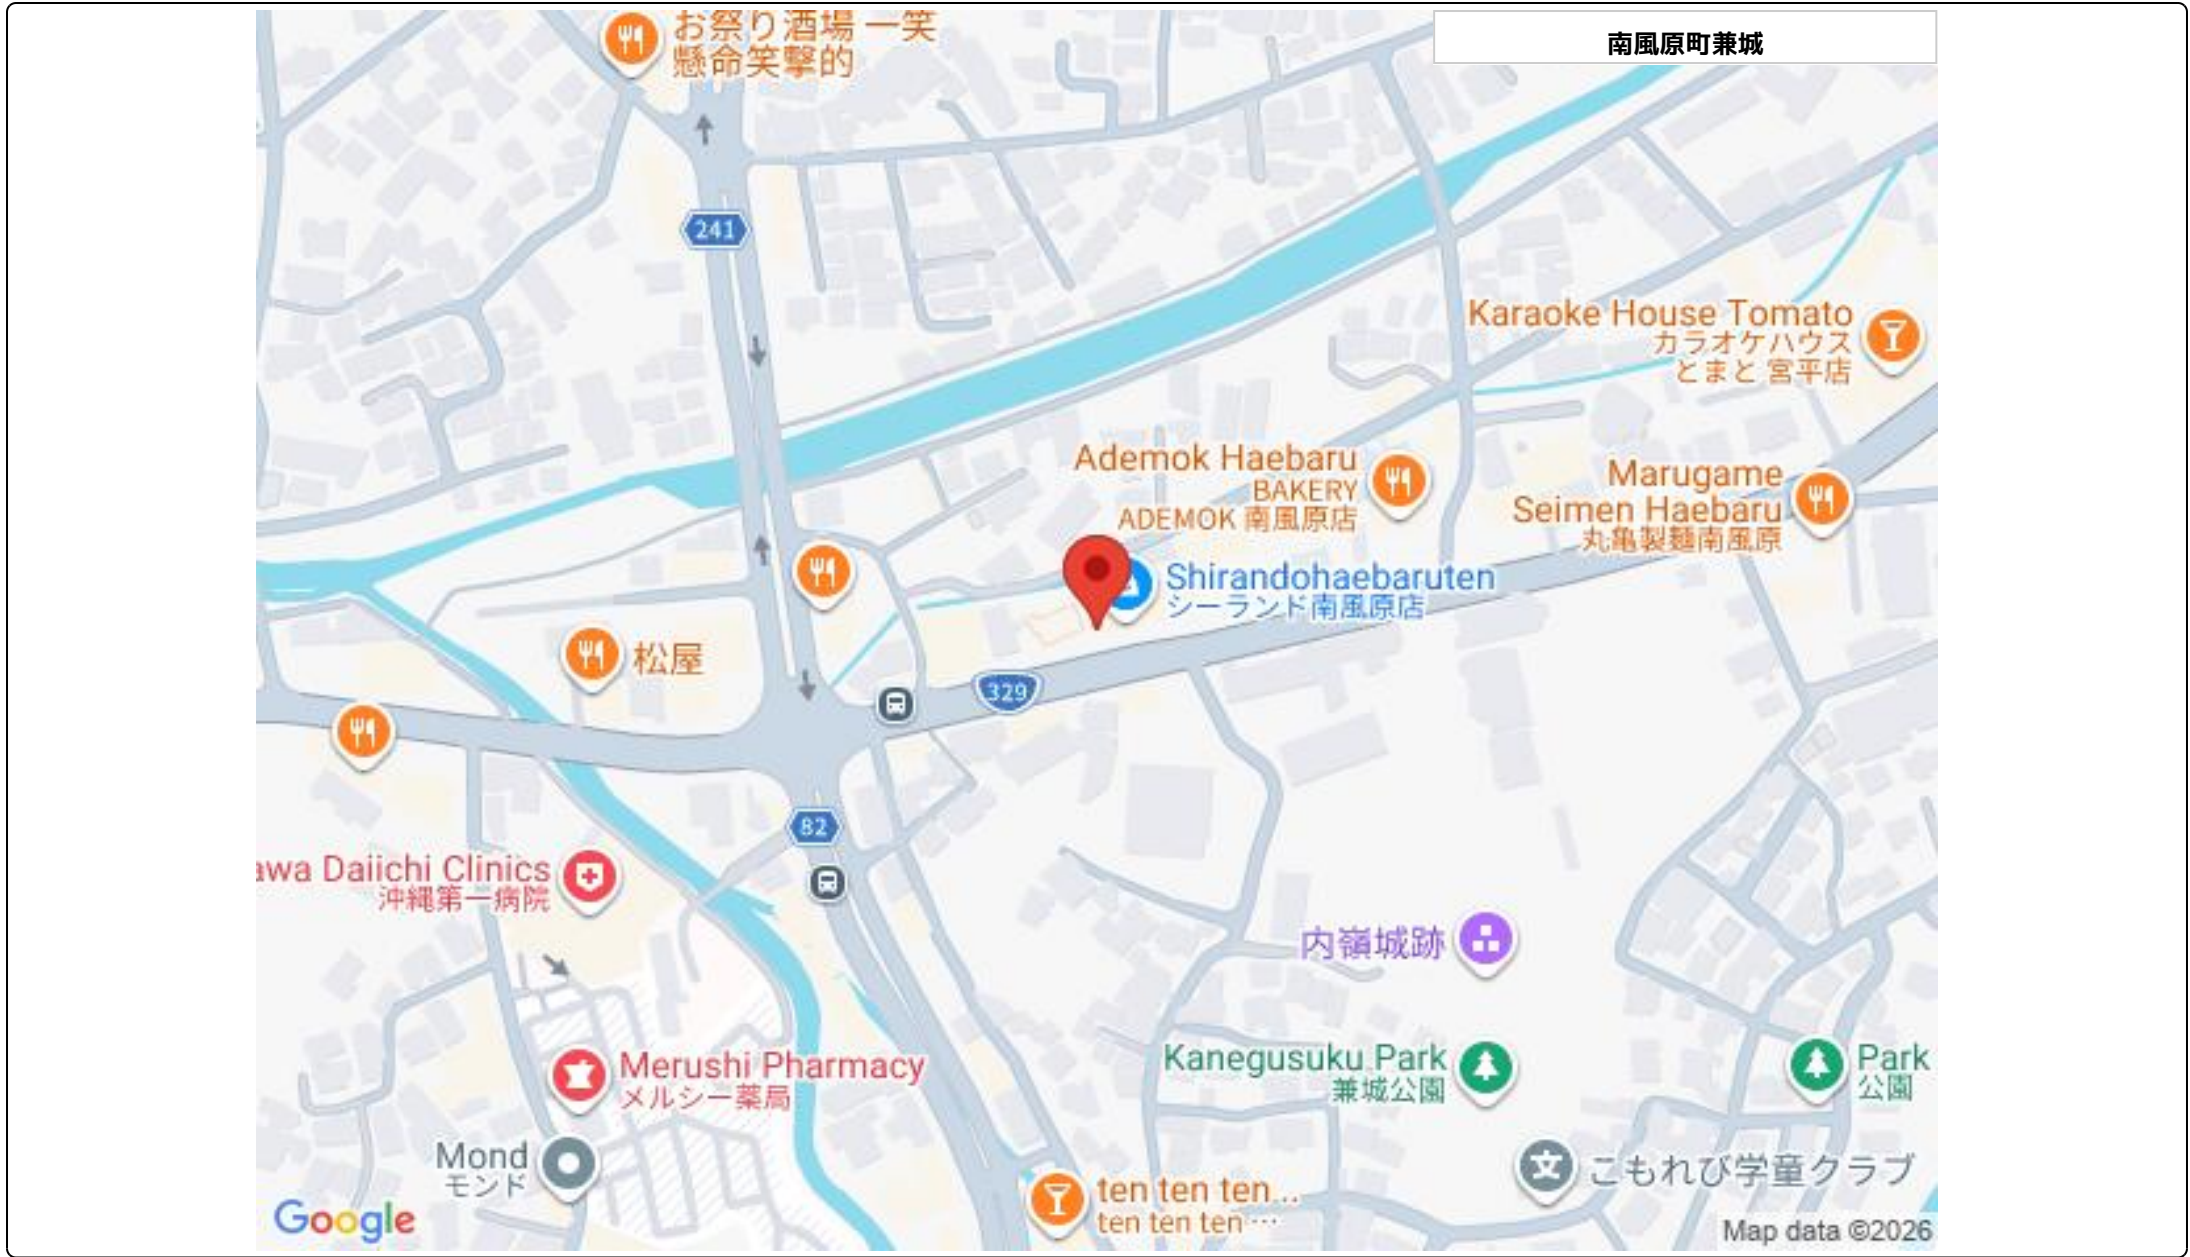 お祭り酒場 一笑
懸命笑撃的
南風原町兼城
241
Karaoke House Tomato
カラオケハウス
とまと 宮平店
Ademok Haebaru
BAKERY
ADEMOK 南風原店
Marugame
Seimen Haebaru
丸亀製麺南風原
Shirandohaebaruten
シーランド南風原店
松屋
329
82
awa Daiichi Clinics
沖縄第一病院
内嶺城跡
Merushi Pharmacy
メルシー薬局
Kanegusuku Park
兼城公園
Park
公園
Mond
モンド
こもれび学童クラブ
ten ten ten...
ten ten ten …
Google
Map data ©2026